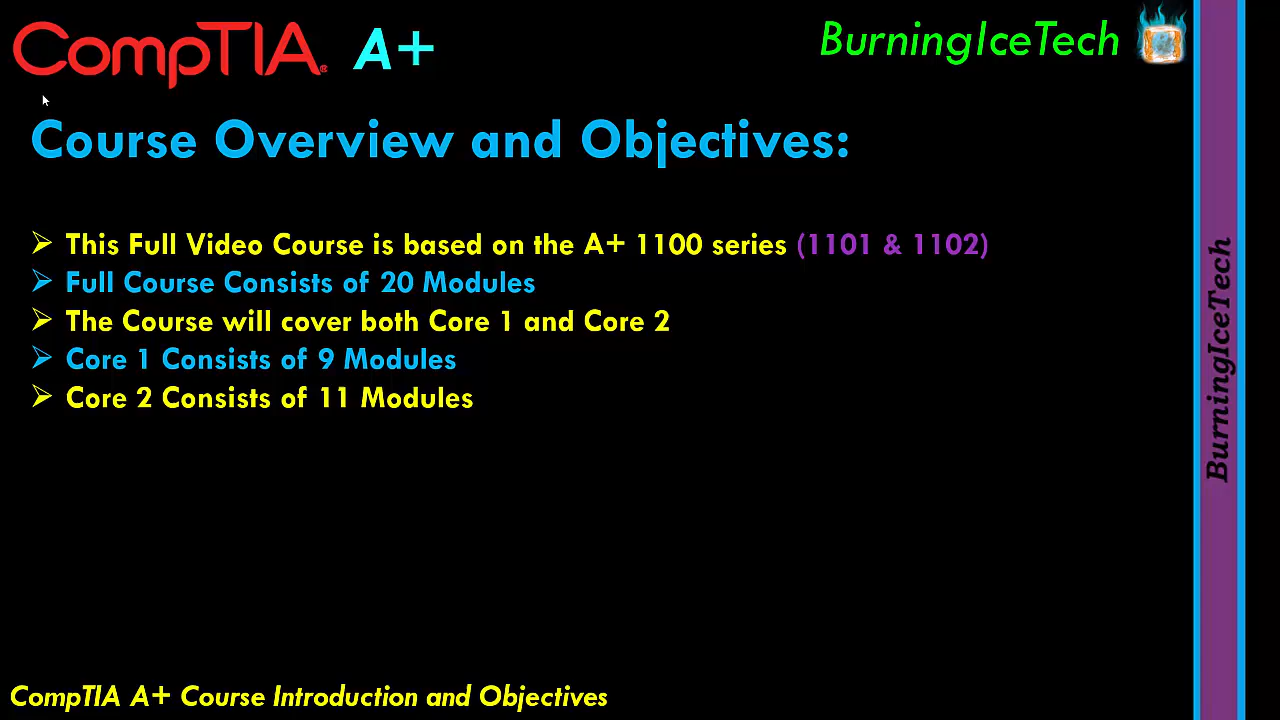 CompTIA® A+
BurningIceTech
Course Overview and Objectives:
This Full Video Course is based on the A+ 1100 series (1101 & 1102)
Full Course Consists of 20 Modules
The Course will cover both Core 1 and Core 2
Core 1 Consists of 9 Modules
Core 2 Consists of 11 Modules
BurningIceTech
CompTIA A+ Course Introduction and Objectives